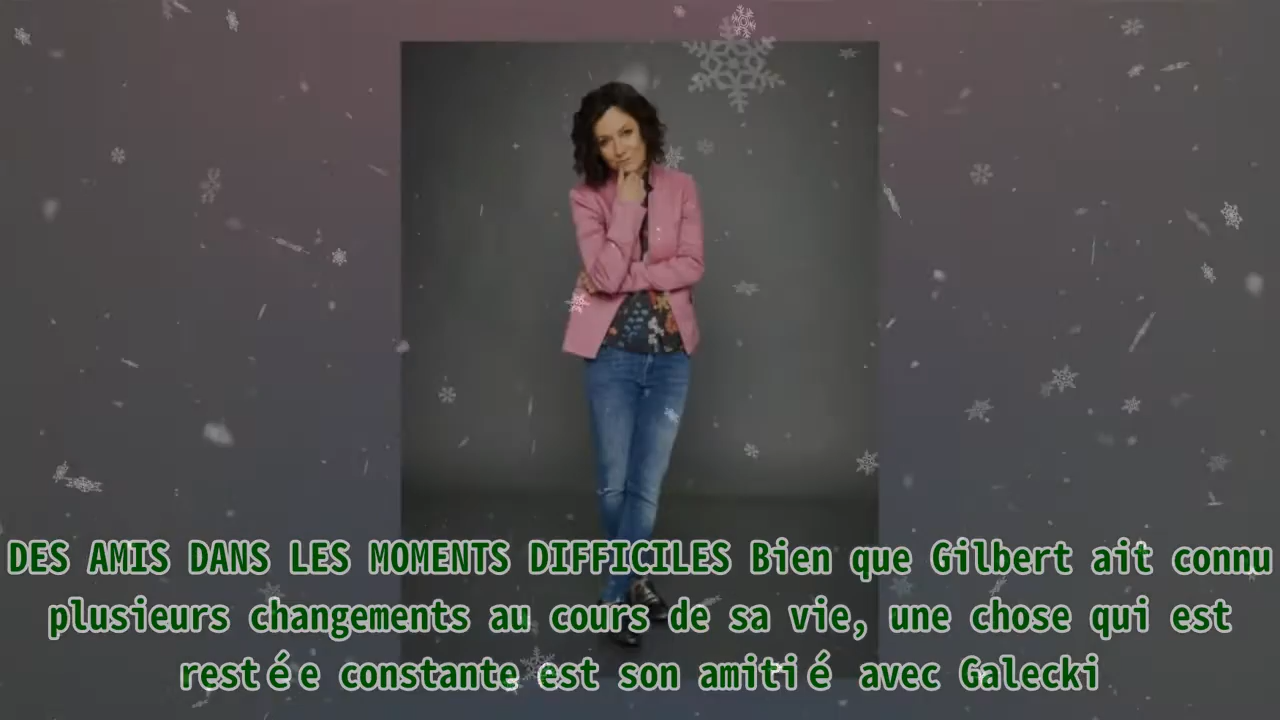 DES AMIS DANS LES MOMENTS DIFFICILES Bien que Gilbert ait connu
plusieurs changements au cours de sa vie, une chose qui est
restée constante est son amitié avec Galecki